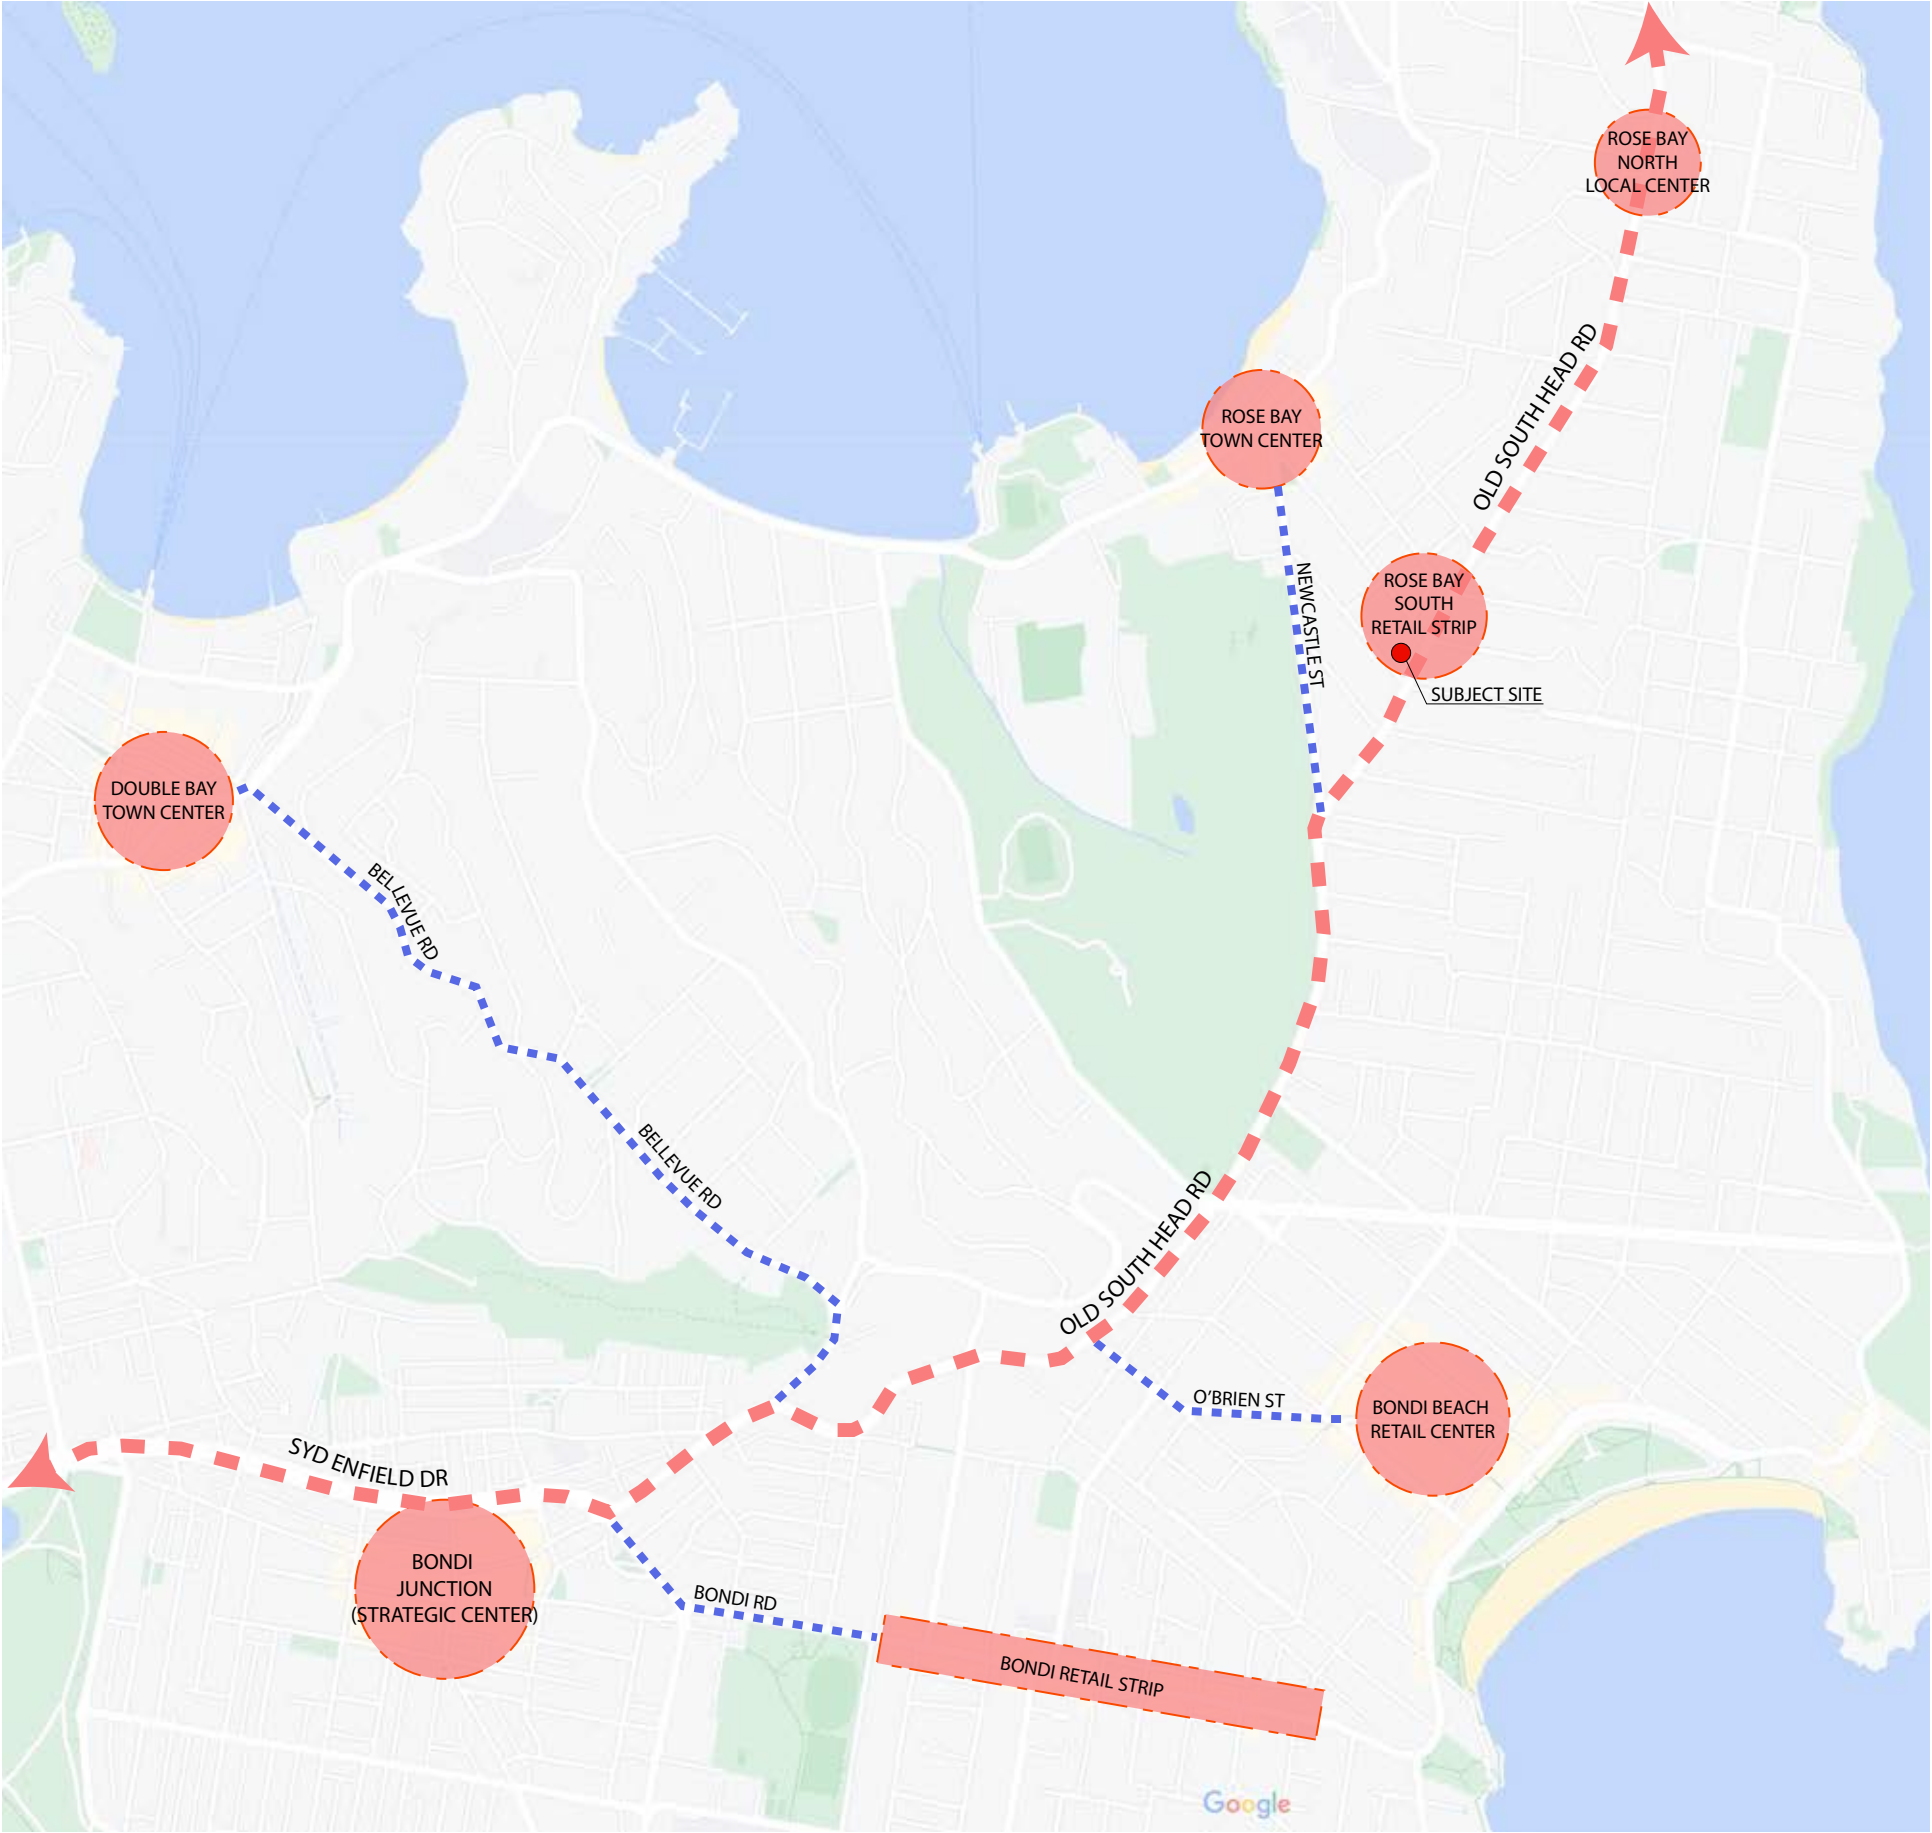 ROSE BAY
NORTH
LOCAL CENTER
OLD SOUTH HEAD RD
ROSE BAY
TOWN CENTER
NEWCASTLE ST
ROSE BAY
SOUTH
RETAIL STRIP
SUBJECT SITE
DOUBLE BAY
TOWN CENTER
BELLEVUE RD
BELLEVUE RD
OLD SOUTH HEAD RD
O'BRIEN ST
BONDI BEACH
RETAIL CENTER
SYD ENFIELD DR
BONDI
JUNCTION
(STRATEGIC CENTER)
BONDI RD
BONDI RETAIL STRIP
Google